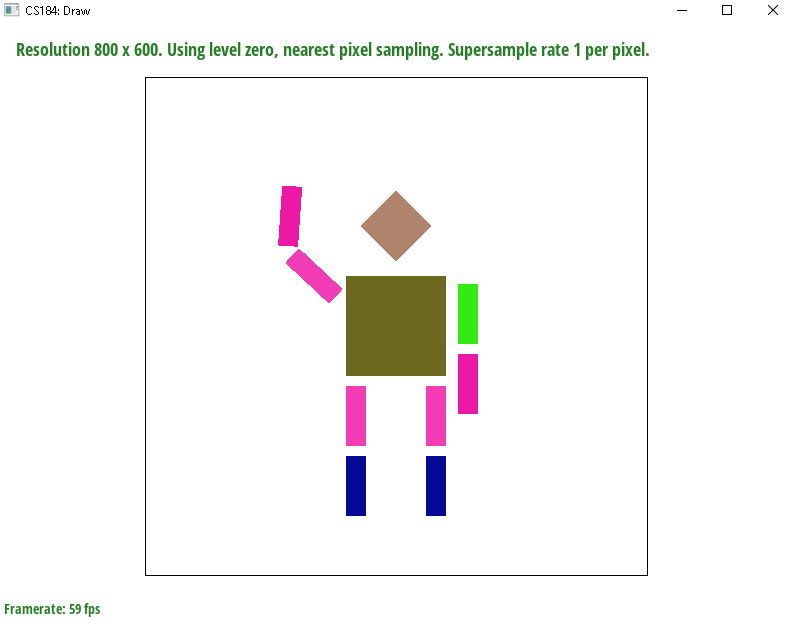 CS184: Draw
Resolution 800 x 600. Using level zero, nearest pixel sampling. Supersample rate 1 per pixel.
Framerate: 59 fps